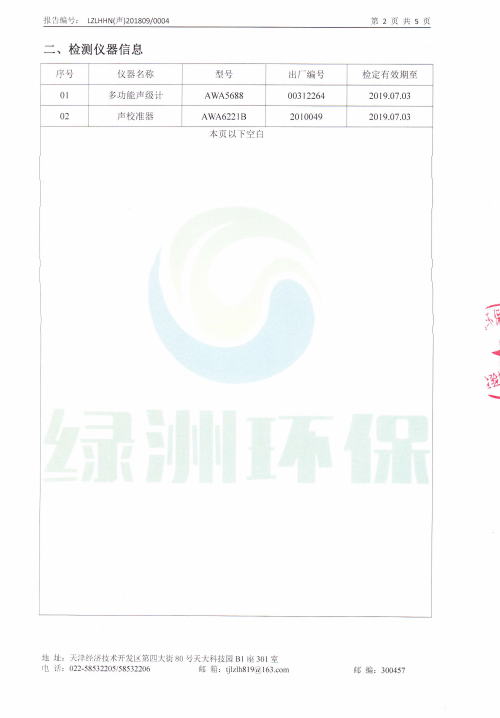 报告编号: LZLHHN(声)201809/0004 第 2 页 共 5 页
二、检测仪器信息
序号 仪器名称 型号 出厂编号 检定有效期至
01 多功能声级计 AWA5688 00312264 2019.07.03
02 声校准器 AWA6221B 2010049 2019.07.03
本页以下空白
绿洲环保
地 址: 天津经济技术开发区第四大街 80 号天大科技园 B1 座 301 室
电 话: 022-58532205/58532206 邮 箱: tjlzlh819@163.com 邮 编: 300457